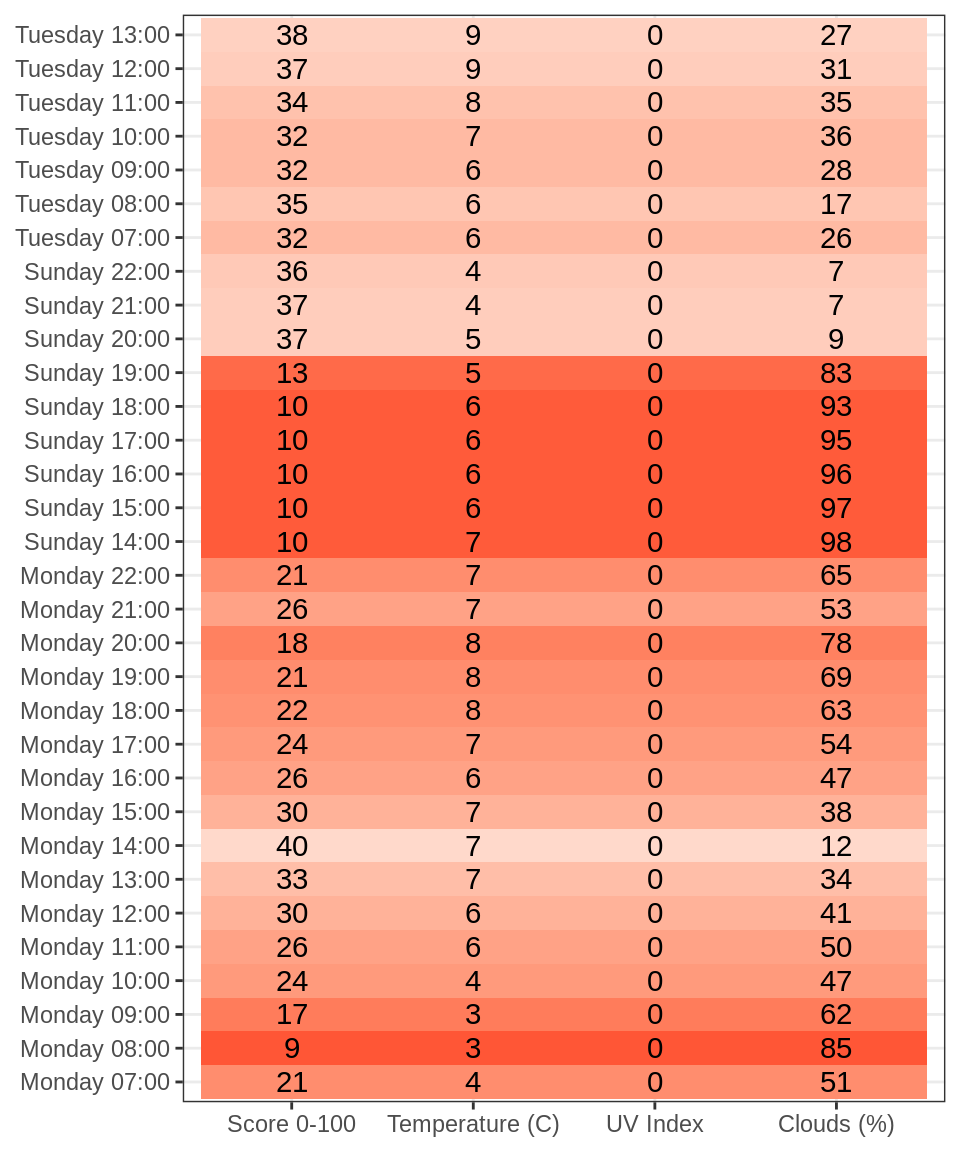 Tuesday 13:00 38 9 0 27
Tuesday 12:00 37 9 0 31
Tuesday 11:00 34 8 0 35
Tuesday 10:00 32 7 0 36
Tuesday 09:00 32 6 0 28
Tuesday 08:00 35 6 0 17
Tuesday 07:00 32 6 0 26
Sunday 22:00 36 4 0 7
Sunday 21:00 37 4 0 7
Sunday 20:00 37 5 0 9
Sunday 19:00 13 5 0 83
Sunday 18:00 10 6 0 93
Sunday 17:00 10 6 0 95
Sunday 16:00 10 6 0 96
Sunday 15:00 10 6 0 97
Sunday 14:00 10 7 0 98
Monday 22:00 21 7 0 65
Monday 21:00 26 7 0 53
Monday 20:00 18 8 0 78
Monday 19:00 21 8 0 69
Monday 18:00 22 8 0 63
Monday 17:00 24 7 0 54
Monday 16:00 26 6 0 47
Monday 15:00 30 7 0 38
Monday 14:00 40 7 0 12
Monday 13:00 33 7 0 34
Monday 12:00 30 6 0 41
Monday 11:00 26 6 0 50
Monday 10:00 24 4 0 47
Monday 09:00 17 3 0 62
Monday 08:00 9 3 0 85
Monday 07:00 21 4 0 51
Score 0-100 Temperature (C) UV Index Clouds (%)